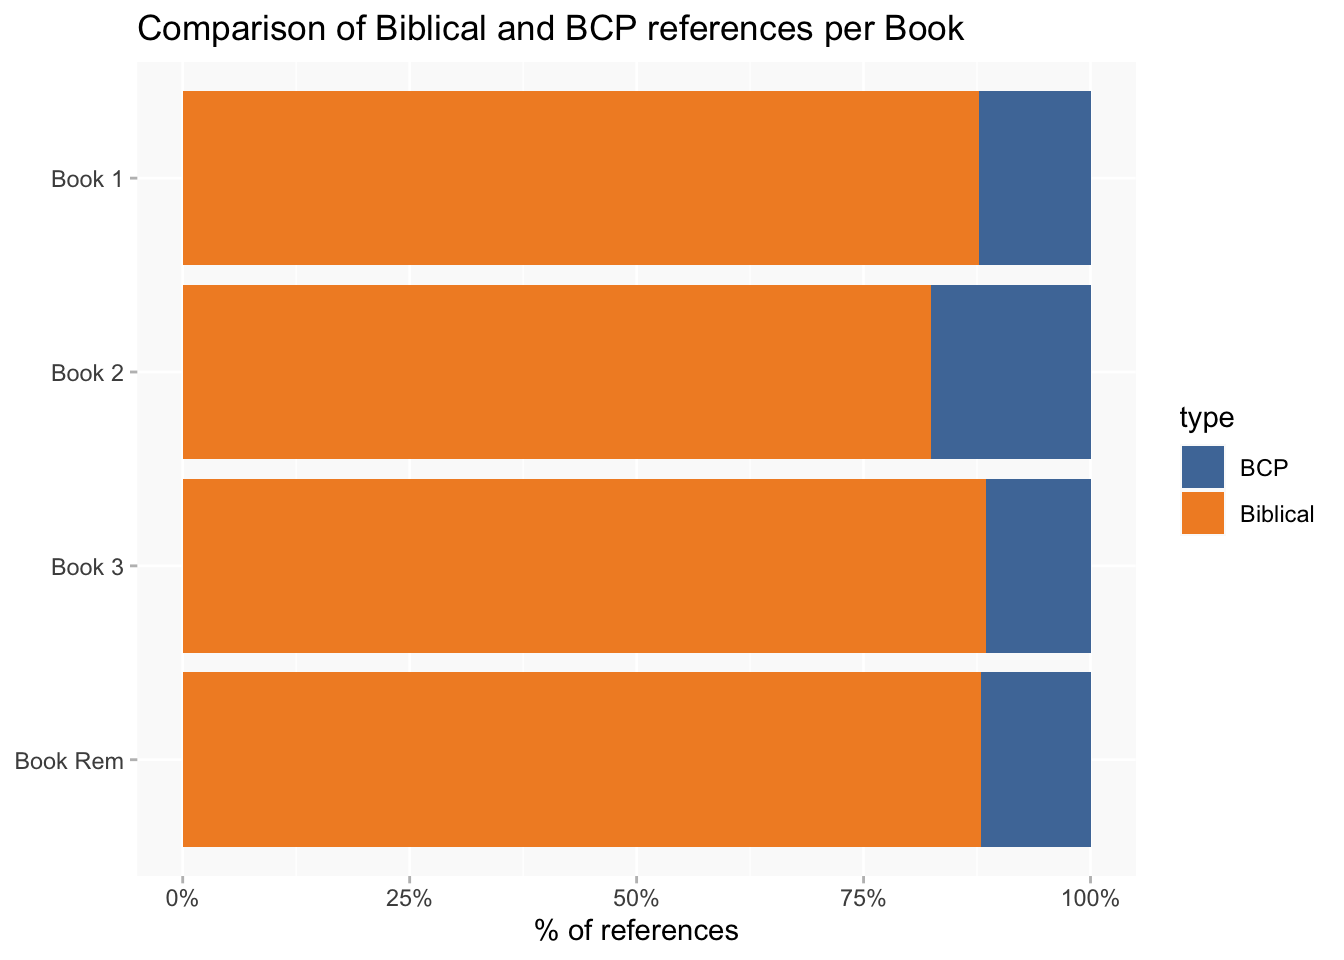 Comparison of Biblical and BCP references per Book
Book 1
Book 2
Book 3
Book Rem
0% 25% 50% 75% 100%
% of references
type
BCP
Biblical